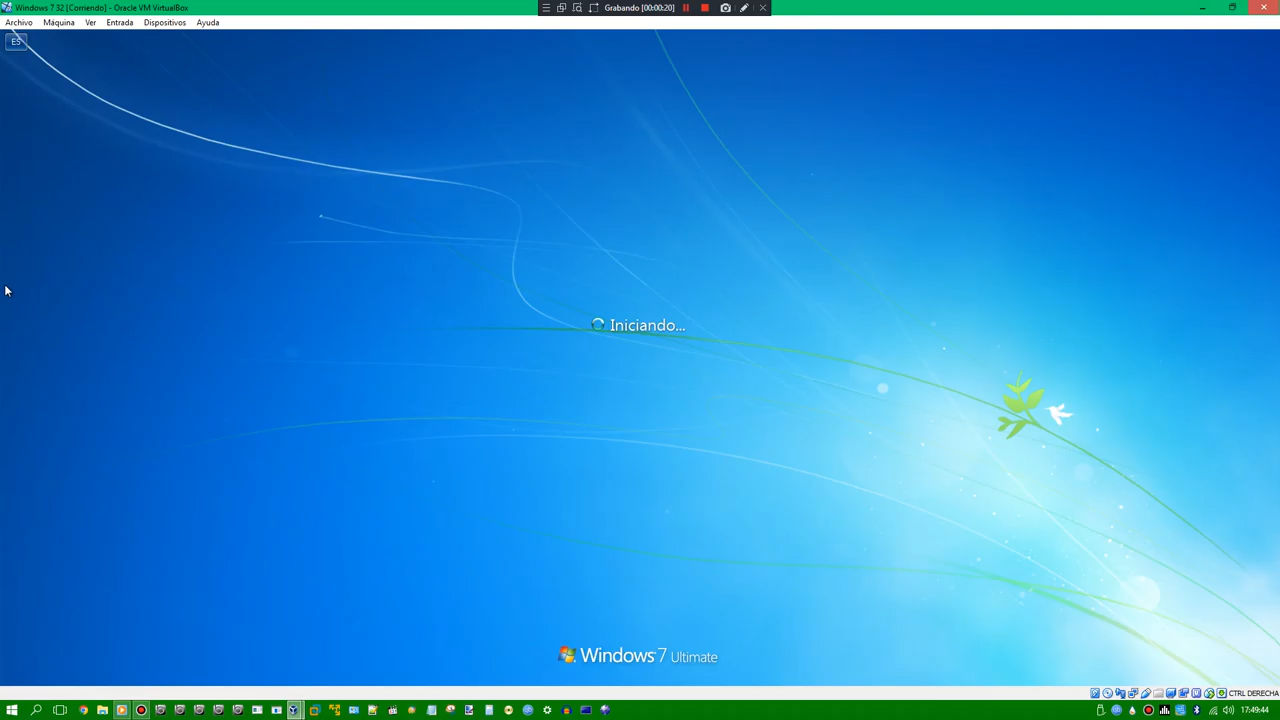 Windows 7 32 [Corriendo] - Oracle VM VirtualBox
Grabando [00:00:20]
Archivo Máquina Ver Entrada Dispositivos Ayuda
ES
Iniciando...
Windows 7 Ultimate
CTRL DERECHA
17:49:44